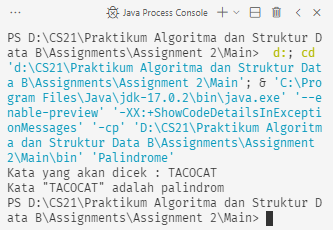 Java Process Console
PS D:\CS21\Praktikum Algoritma dan Struktur D
ata B\Assignments\Assignment 2\Main>  d:; cd
'd:\CS21\Praktikum Algoritma dan Struktur Dat
a B\Assignments\Assignment 2\Main'; & 'C:\Pro
gram Files\Java\jdk-17.0.2\bin\java.exe' '--e
nable-preview' '-XX:+ShowCodeDetailsInExcepti
onMessages' '-cp' 'D:\CS21\Praktikum Algoritm
a dan Struktur Data B\Assignments\Assignment
2\Main\bin' 'Palindrome'
Kata yang akan dicek : TACOCAT
Kata "TACOCAT" adalah palindrom
PS D:\CS21\Praktikum Algoritma dan Struktur D
ata B\Assignments\Assignment 2\Main>